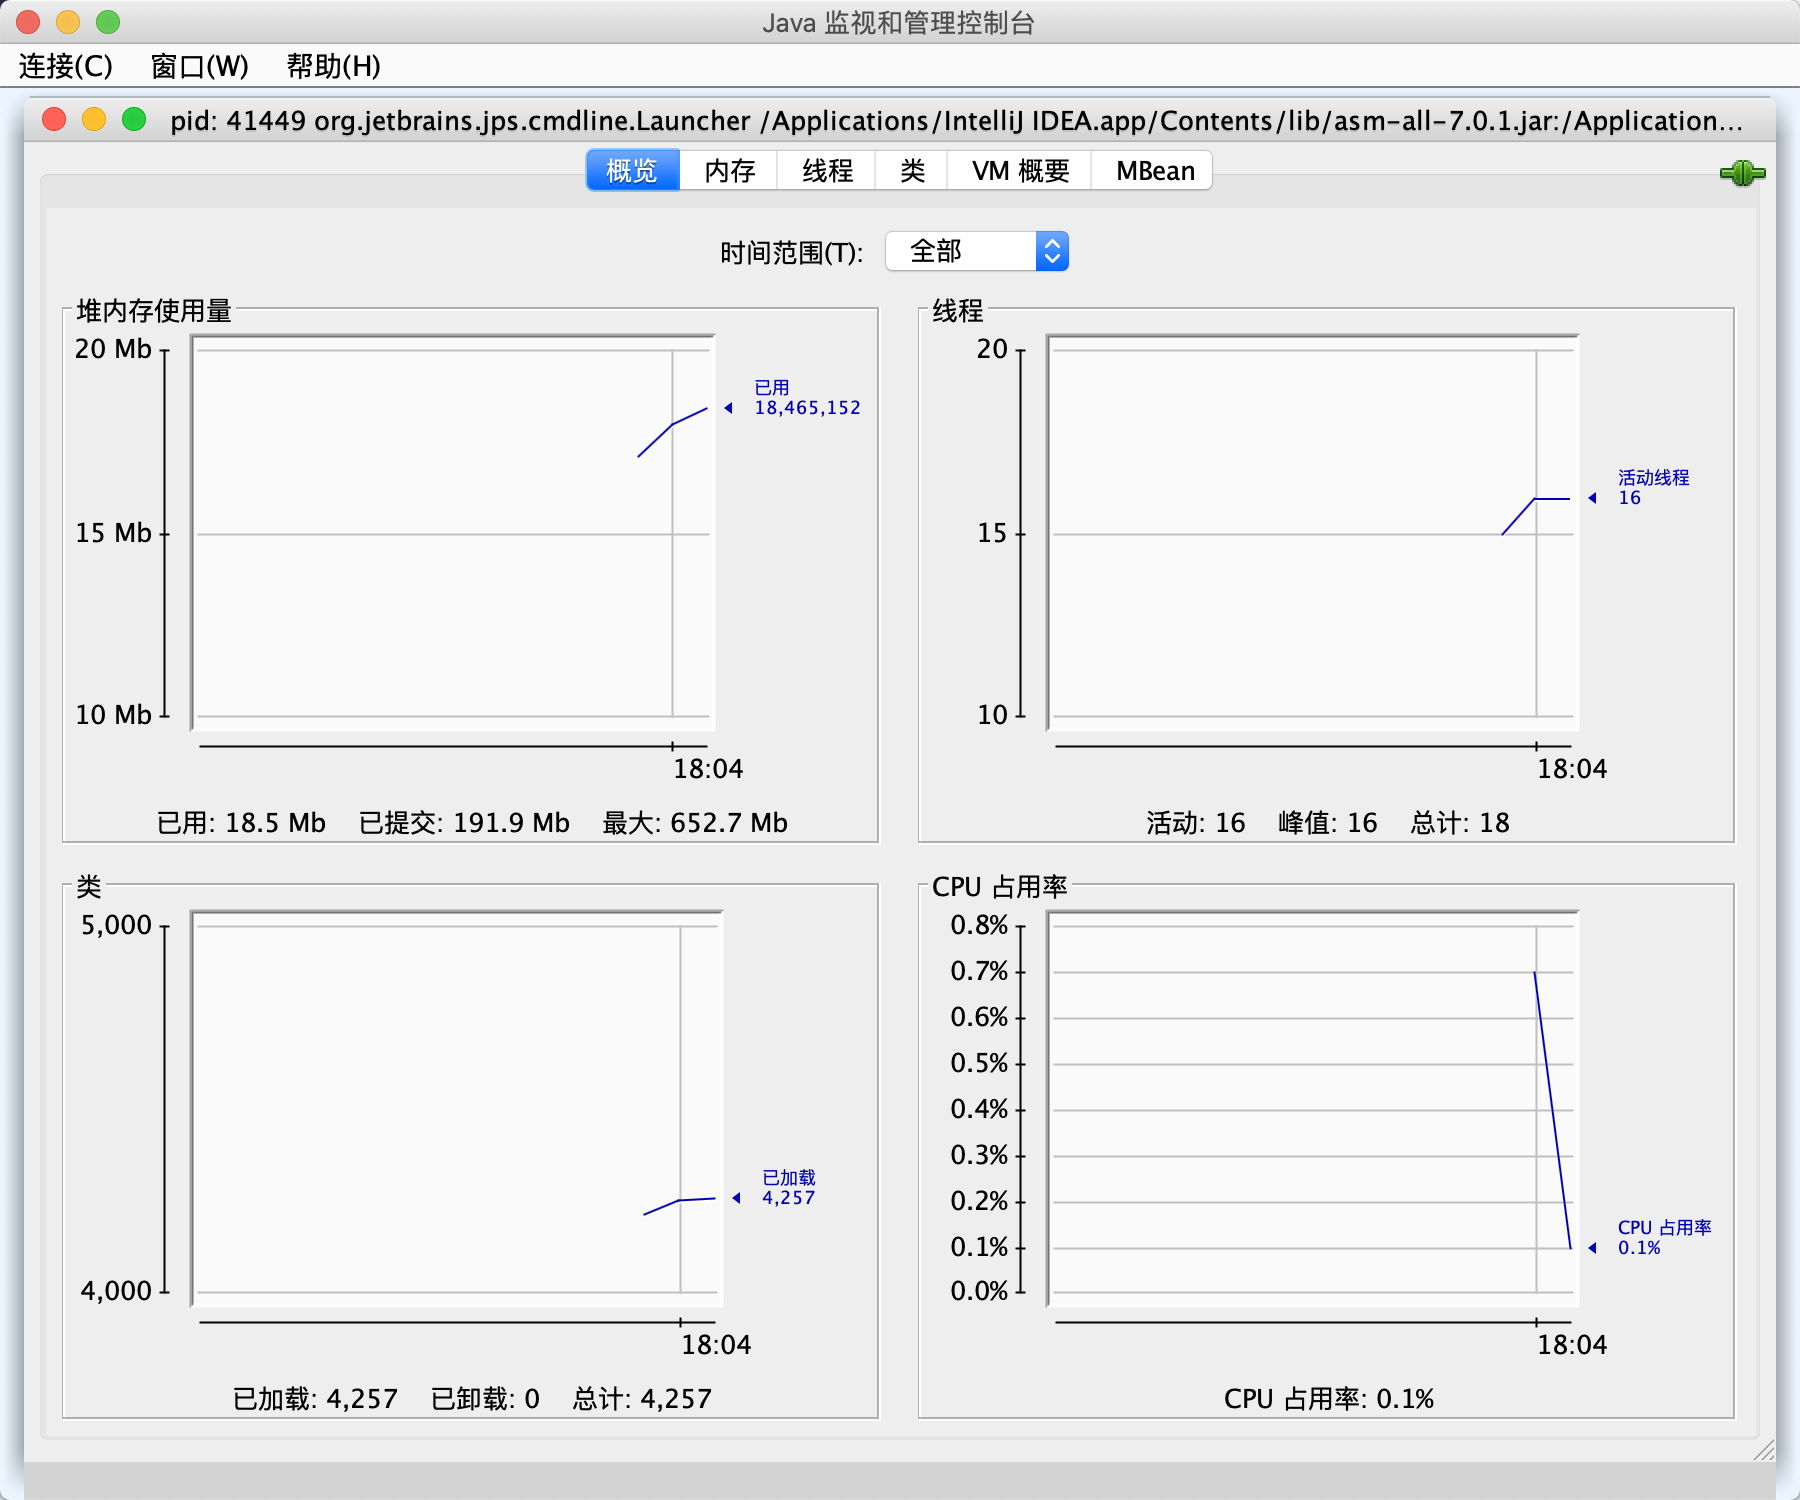 Java 监视和管理控制台
连接(C) 窗口(W) 帮助(H)
pid: 41449 org.jetbrains.jps.cmdline.Launcher /Applications/IntelliJ IDEA.app/Contents/lib/asm-all-7.0.1.jar:/Application...
概览 内存 线程 类 VM 概要 MBean
时间范围(T): 全部
堆内存使用量
20 Mb
15 Mb
10 Mb
已用
18,465,152
18:04
已用: 18.5 Mb 已提交: 191.9 Mb 最大: 652.7 Mb
线程
20
15
10
活动线程
16
18:04
活动: 16 峰值: 16 总计: 18
类
5,000
4,000
已加载
4,257
18:04
已加载: 4,257 已卸载: 0 总计: 4,257
CPU 占用率
0.8%
0.7%
0.6%
0.5%
0.4%
0.3%
0.2%
0.1%
0.0%
CPU 占用率
0.1%
18:04
CPU 占用率: 0.1%